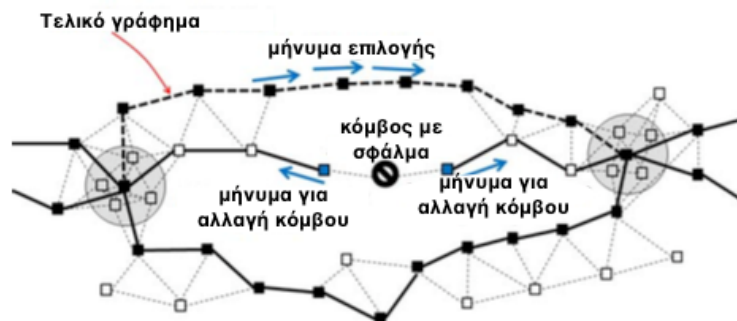 Τελικό γράφημα
μήνυμα επιλογής
κόμβος με
σφάλμα
μήνυμα για
αλλαγή κόμβου
μήνυμα για
αλλαγή κόμβου